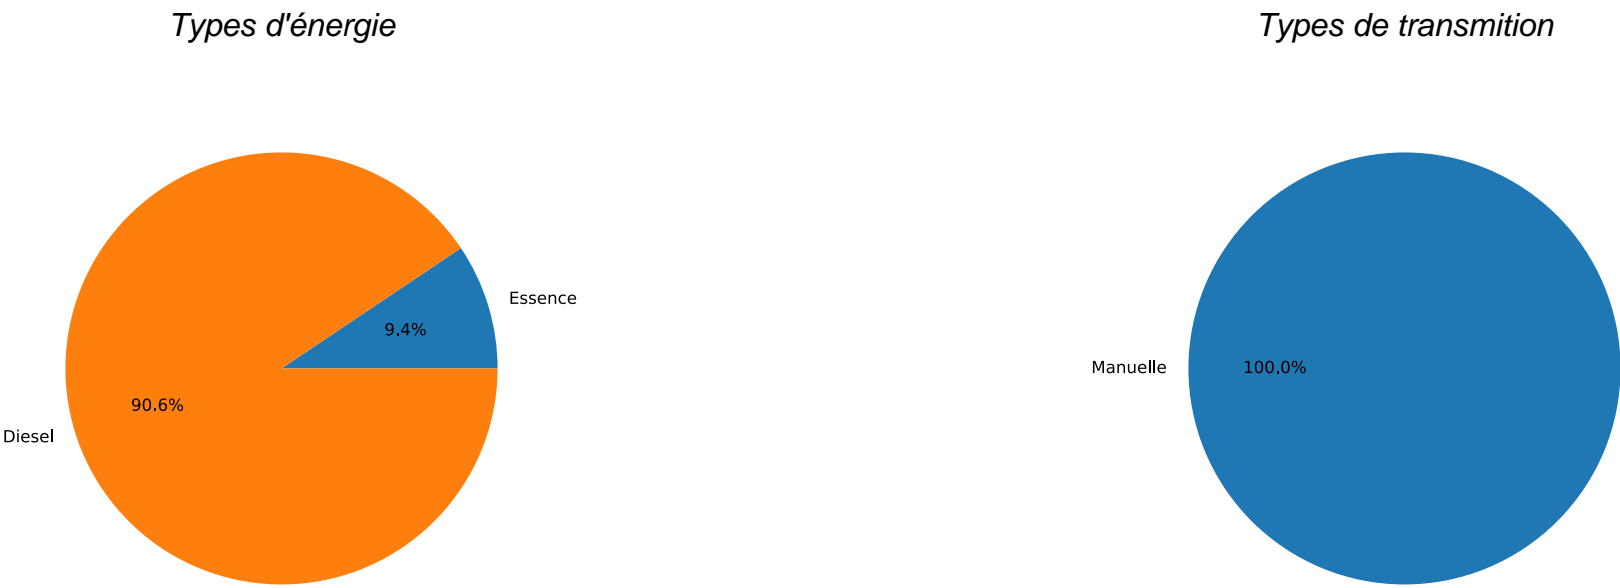 Types d'énergie
Types de transmition
Essence
9.4%
90.6%
Diesel
Manuelle
100.0%